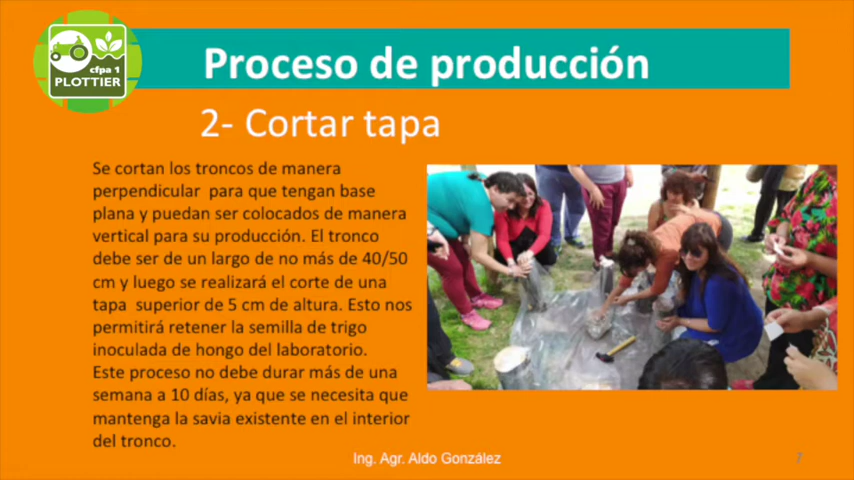 cfpa 1
PLOTTIER
Proceso de producción
2- Cortar tapa
Se cortan los troncos de manera
perpendicular para que tengan base
plana y puedan ser colocados de manera
vertical para su producción. El tronco
debe ser de un largo de no más de 40/50
cm y luego se realizará el corte de una
tapa superior de 5 cm de altura. Esto nos
permitirá retener la semilla de trigo
inoculada de hongo del laboratorio.
Este proceso no debe durar más de una
semana a 10 días, ya que se necesita que
mantenga la savia existente en el interior
del tronco.
Ing. Agr. Aldo González
7